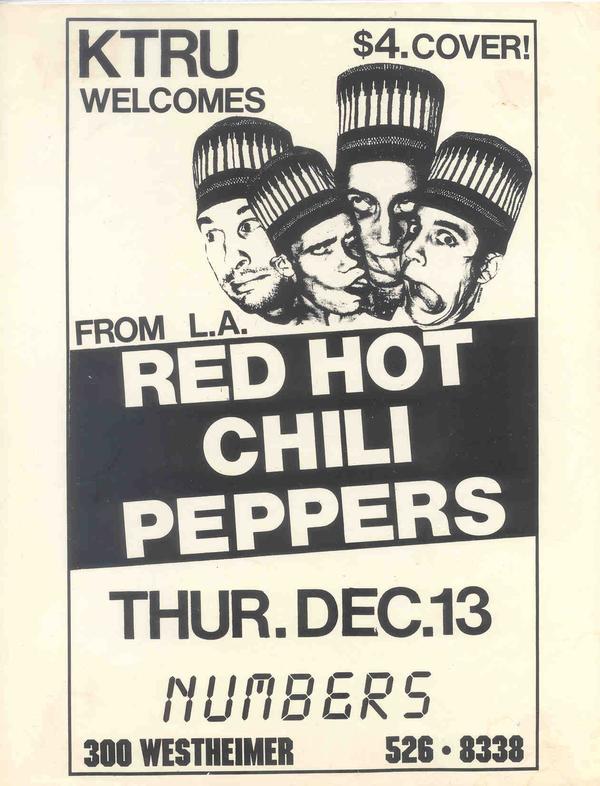 KTRU
$4. COVER!
WELCOMES
FROM L.A.
RED HOT
CHILI
PEPPERS
THUR. DEC. 13
NUMBERS
300 WESTHEIMER
526 • 8338